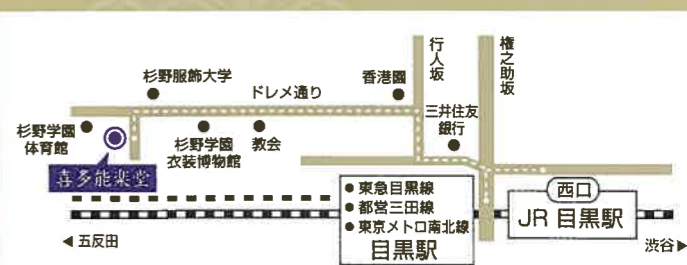 行人坂
権之助坂
杉野服飾大学
ドレメ通り
香港園
三井住友
銀行
杉野学園
体育館
杉野学園
衣装博物館
教会
喜多能楽堂
東急目黒線
都営三田線
東京メトロ南北線
目黒駅
西口
JR 目黒駅
◀ 五反田
渋谷▶